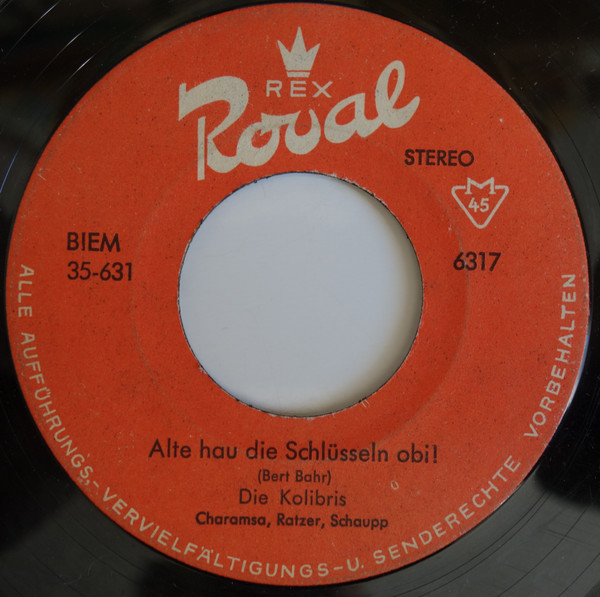 REX
Royal
STEREO
M
45
BIEM
35-631
6317
Alte hau die Schlüsseln obi!
(Bert Bahr)
Die Kolibris
Charamsa, Ratzer, Schaupp
ALLE AUFFÜHRUNGS,- VERVIELFÄLTIGUNGS-U. SENDERECHTE VORBEHALTEN